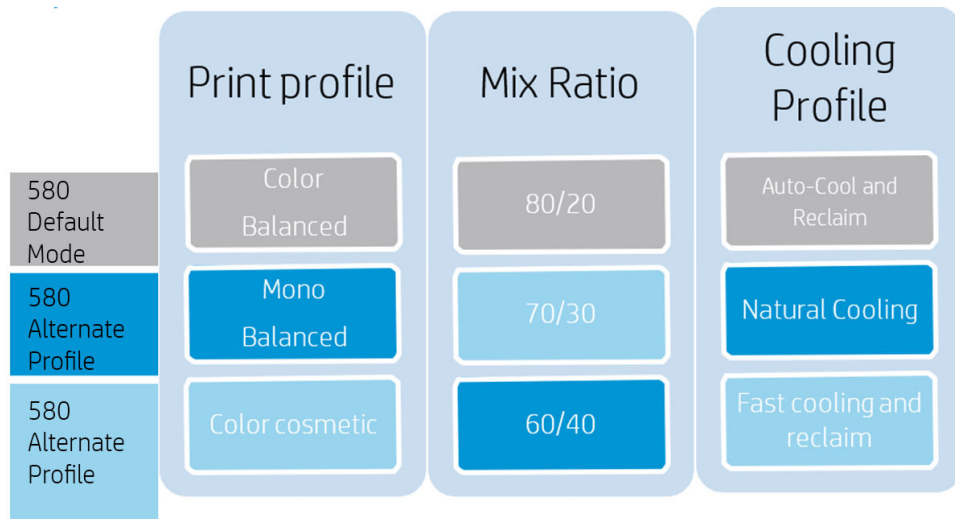 Print profile
Mix Ratio
Cooling
Profile
580
Default
Mode
Color
Balanced
80/20
Auto-Cool and
Reclaim
580
Alternate
Profile
Mono
Balanced
70/30
Natural Cooling
580
Alternate
Profile
Color cosmetic
60/40
Fast cooling and
reclaim